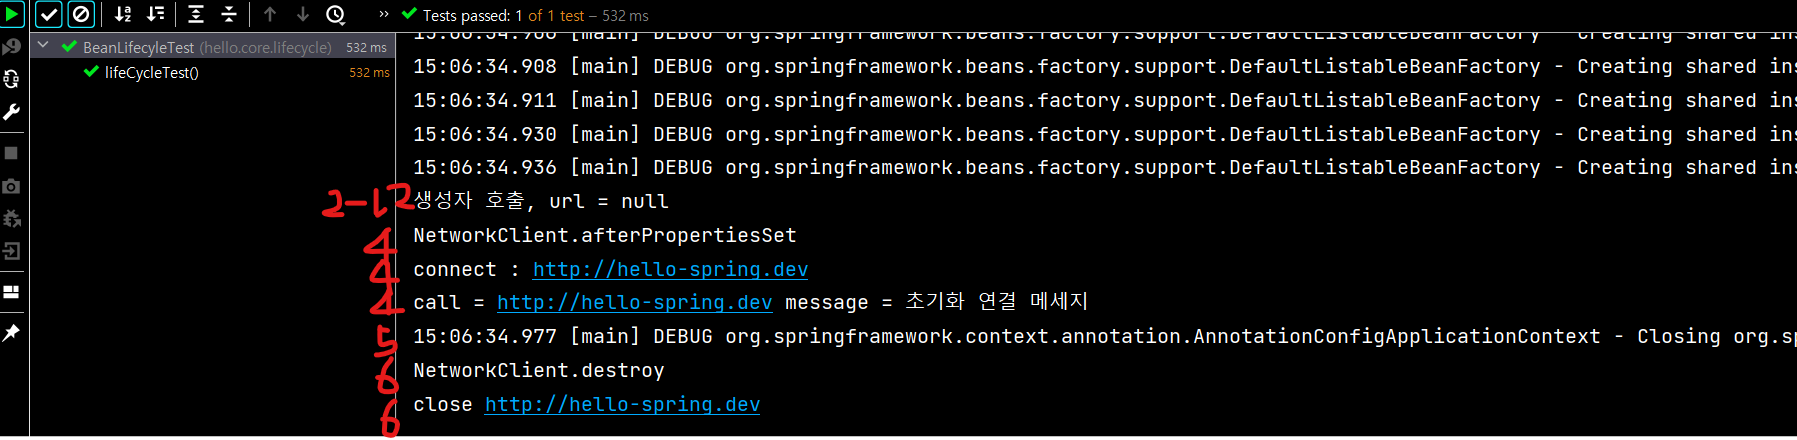 Tests passed: 1 of 1 test – 532 ms
BeanLifecyleTest (hello.core.lifecycle) 532 ms
lifeCycleTest() 532 ms
15:06:34.908 [main] DEBUG org.springframework.beans.factory.support.DefaultListableBeanFactory - Creating shared ins
15:06:34.911 [main] DEBUG org.springframework.beans.factory.support.DefaultListableBeanFactory - Creating shared ins
15:06:34.930 [main] DEBUG org.springframework.beans.factory.support.DefaultListableBeanFactory - Creating shared ins
15:06:34.936 [main] DEBUG org.springframework.beans.factory.support.DefaultListableBeanFactory - Creating shared ins
생성자 호출, url = null
4 NetworkClient.afterPropertiesSet
4 connect : http://hello-spring.dev
4 call = http://hello-spring.dev message = 초기화 연결 메세지
5 15:06:34.977 [main] DEBUG org.springframework.context.annotation.AnnotationConfigApplicationContext - Closing org.sp
6 NetworkClient.destroy
6 close http://hello-spring.dev